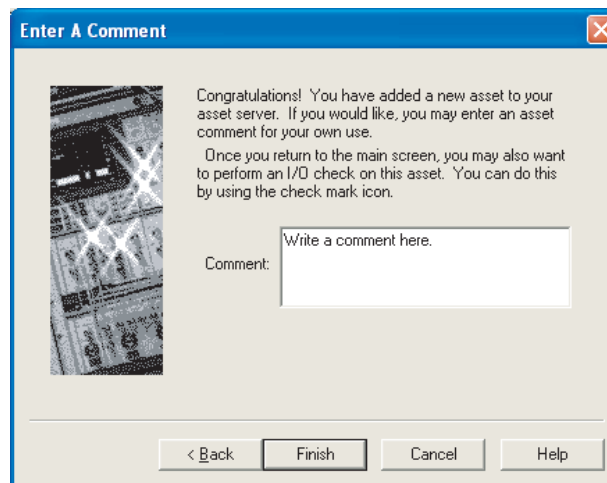 Enter A Comment
Congratulations!  You have added a new asset to your
asset server.  If you would like, you may enter an asset
comment for your own use.
Once you return to the main screen, you may also want
to perform an I/O check on this asset.  You can do this
by using the check mark icon.
Write a comment here.
Comment:
< Back Finish Cancel Help